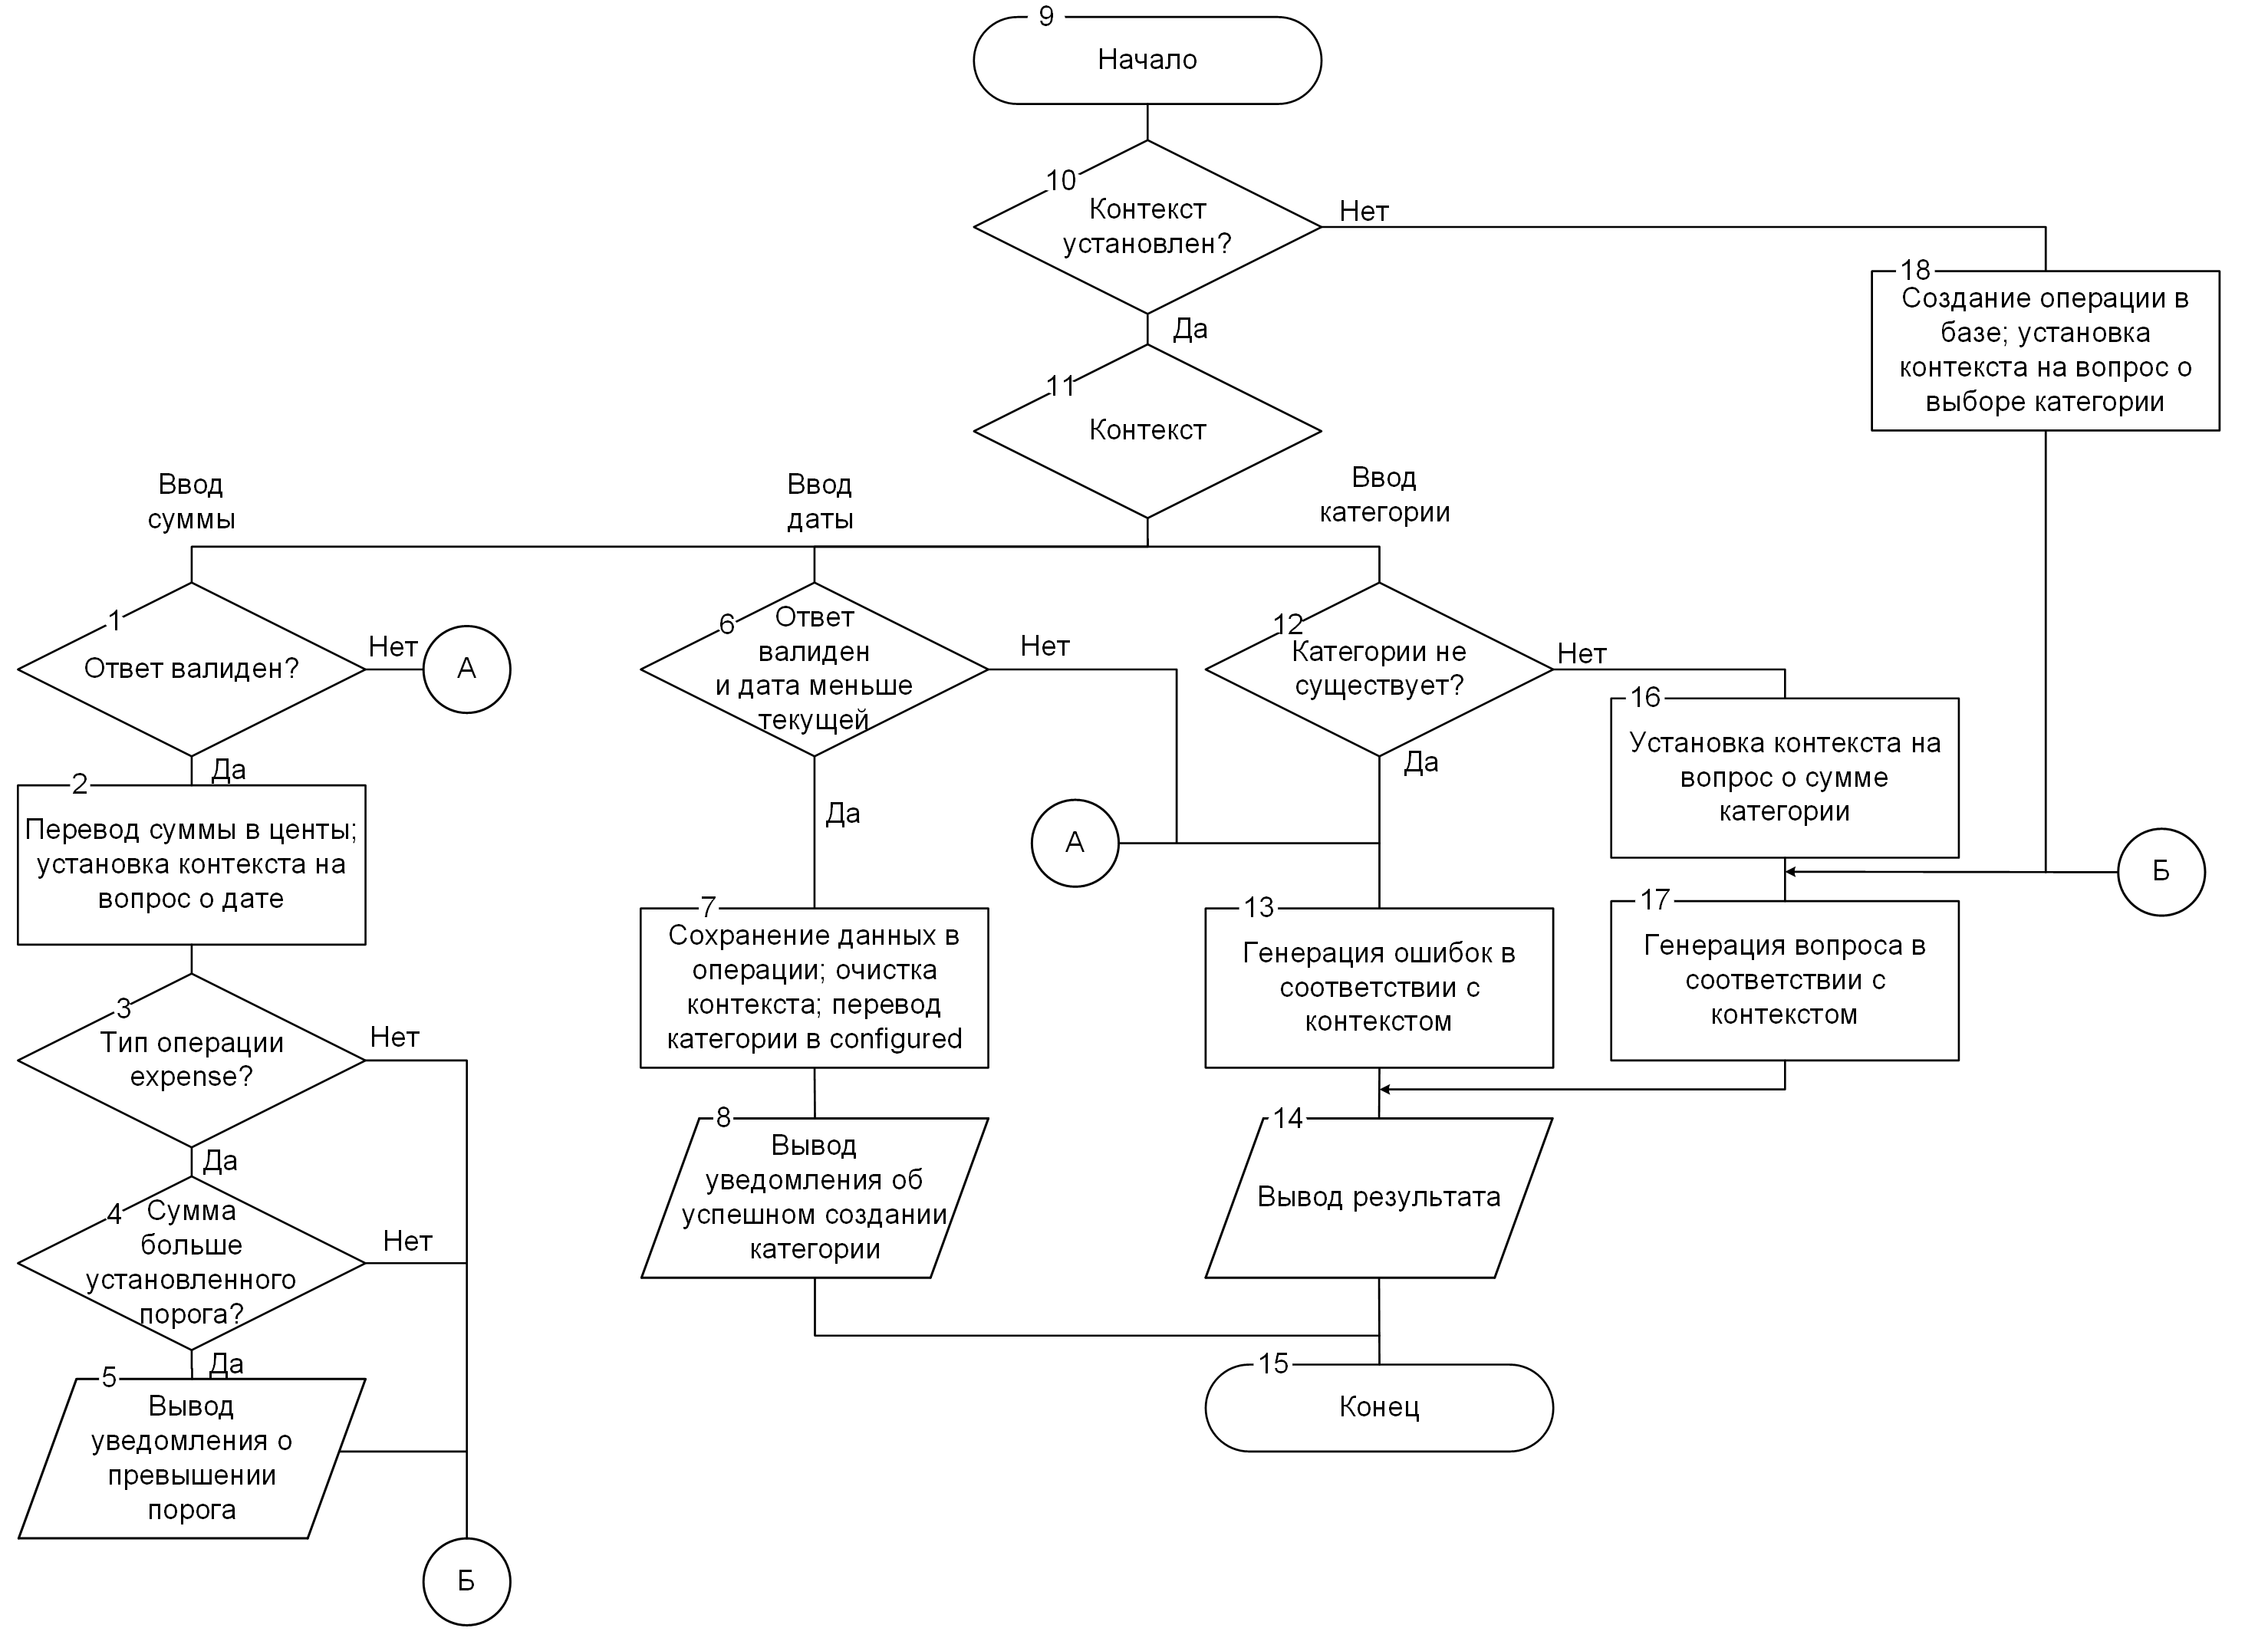 9
Начало
10
Контекст
установлен?
Нет
Да
18
Создание операции в
базе; установка
контекста на вопрос о
выборе категории
11
Контекст
Ввод
суммы
Ввод
даты
Ввод
категории
1
Ответ валиден?
Нет
А
Да
6
Ответ
валиден
и дата меньше
текущей
Нет
Да
12
Категории не
существует?
Нет
Да
16
Установка контекста на
вопрос о сумме
категории
2
Перевод суммы в центы;
установка контекста на
вопрос о дате
А
Б
7
Сохранение данных в
операции; очистка
контекста; перевод
категории в configured
13
Генерация ошибок в
соответствии с
контекстом
17
Генерация вопроса в
соответствии с
контекстом
3
Тип операции
expense?
Нет
Да
8
Вывод
уведомления об
успешном создании
категории
14
Вывод результата
4
Сумма
больше
установленного
порога?
Нет
Да
5
Вывод
уведомления о
превышении
порога
15
Конец
Б